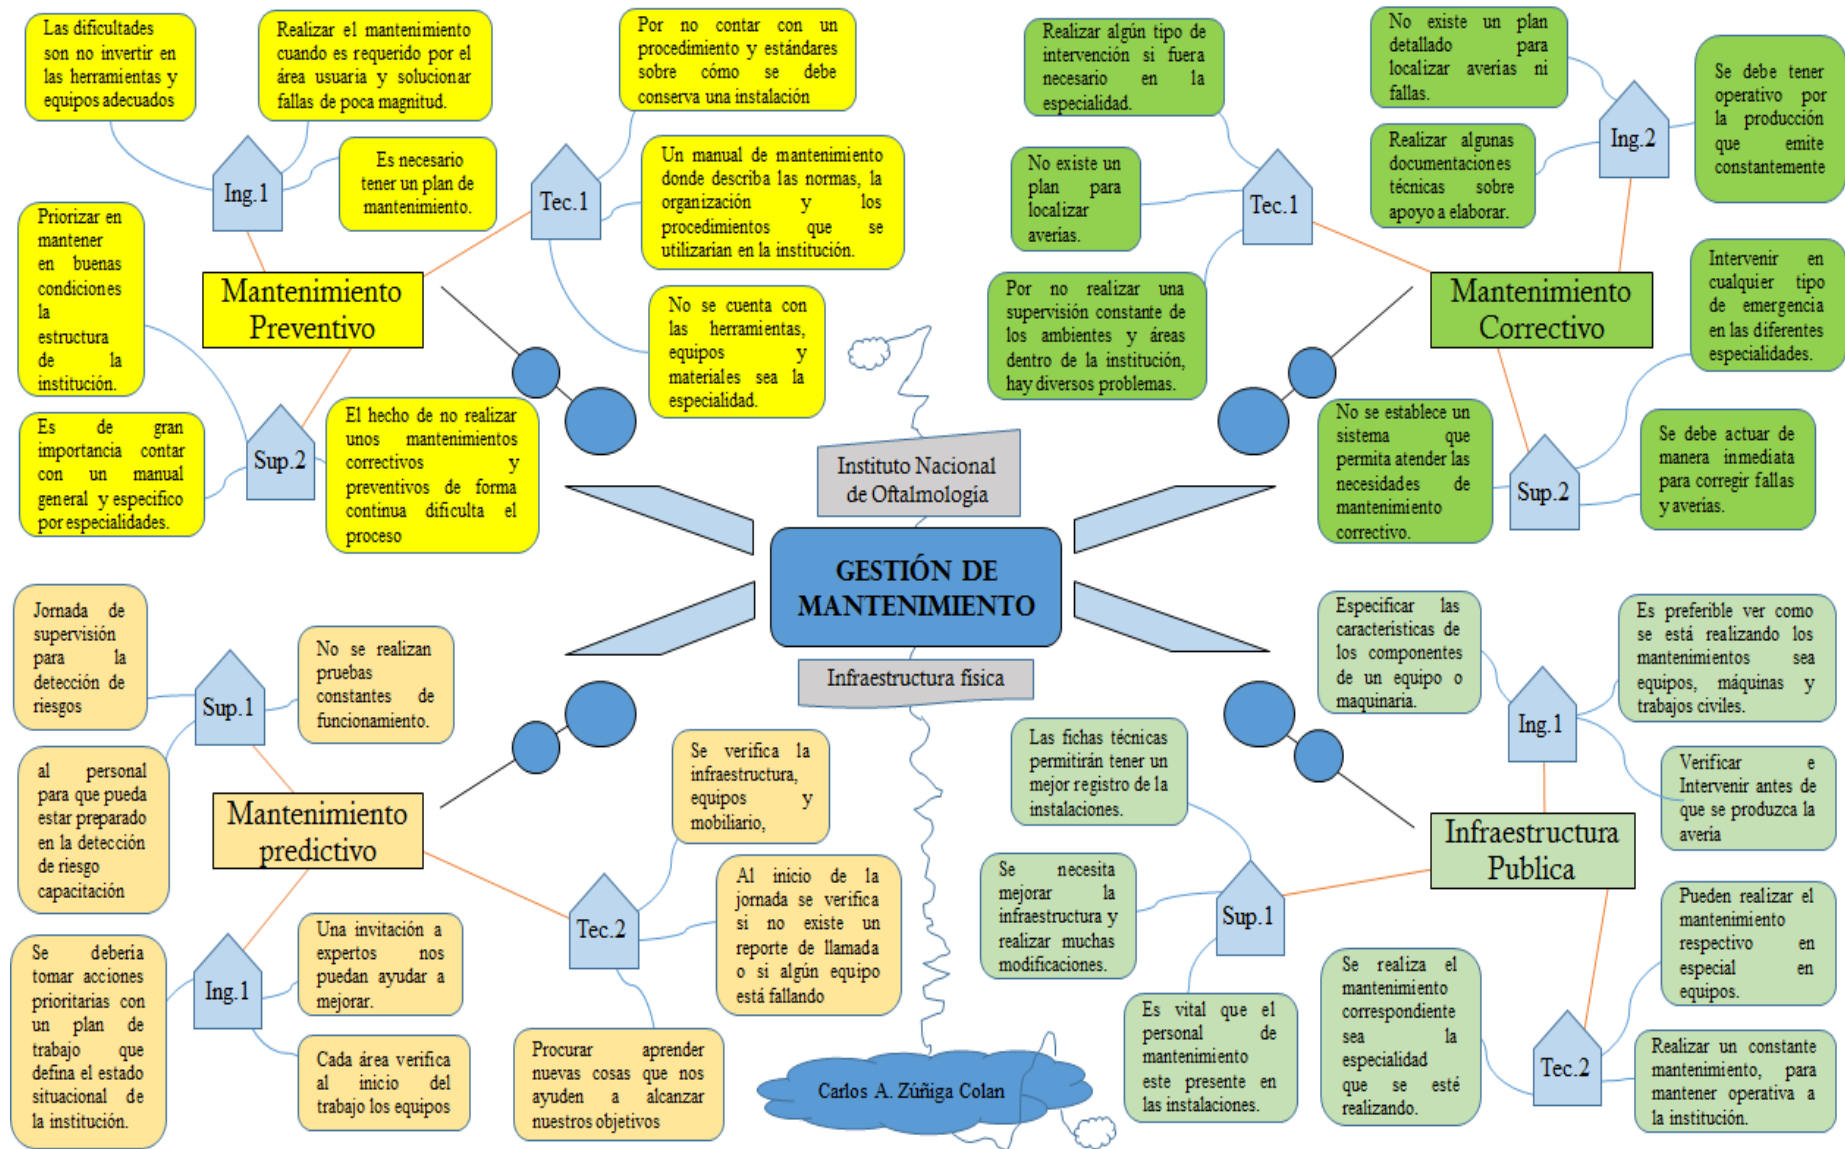 Las dificultades
son no invertir en
las herramientas y
equipos adecuados
Realizar el mantenimiento
cuando es requerido por el
área usuaria y solucionar
fallas de poca magnitud.
Por no contar con un
procedimiento y estándares
sobre cómo se debe
conserva una instalación
Ing.1
Es necesario
tener un plan de
mantenimiento.
Tec.1
Un manual de mantenimiento
donde describa las normas, la
organización y los
procedimientos que se
utilizarían en la institución.
Priorizar en
mantener
en buenas
condiciones
la
estructura
de la
institución.
Mantenimiento
Preventivo
No se cuenta con
las herramientas,
equipos y
materiales sea la
especialidad.
Es de gran
importancia contar
con un manual
general y especifico
por especialidades.
Sup.2
El hecho de no realizar
unos mantenimientos
correctivos y
preventivos de forma
continua dificulta el
proceso
Realizar algún tipo de
intervención si fuera
necesario en la
especialidad.
No existe un plan
detallado para
localizar averías ni
fallas.
Se debe tener
operativo por
la producción
que emite
constantemente
Ing.2
Realizar algunas
documentaciones
técnicas sobre
apoyo a elaborar.
No existe un
plan para
localizar
averías.
Tec.1
Por no realizar una
supervisión constante de
los ambientes y áreas
dentro de la institución,
hay diversos problemas.
Mantenimiento
Correctivo
Intervenir en
cualquier tipo
de emergencia
en las diferentes
especialidades.
No se establece un
sistema que
permita atender las
necesidades de
mantenimiento
correctivo.
Sup.2
Se debe actuar de
manera inmediata
para corregir fallas
y averías.
Instituto Nacional
de Oftalmología
GESTIÓN DE
MANTENIMIENTO
Infraestructura física
Jornada de
supervisión
para la
detección de
riesgos
Sup.1
No se realizan
pruebas
constantes de
funcionamiento.
al personal
para que pueda
estar preparado
en la detección
de riesgo
capacitación
Mantenimiento
predictivo
Se verifica la
infraestructura,
equipos y
mobiliario,
Tec.2
Al inicio de la
jornada se verifica
si no existe un
reporte de llamada
o si algún equipo
está fallando
Se debería
tomar acciones
prioritarias con
un plan de
trabajo que
defina el estado
situacional de
la institución.
Ing.1
Una invitación a
expertos nos
puedan ayudar a
mejorar.
Cada área verifica
al inicio del
trabajo los equipos
Procurar aprender
nuevas cosas que nos
ayuden a alcanzar
nuestros objetivos
Especificar las
características de
los componentes
de un equipo o
maquinaria.
Ing.1
Es preferible ver como
se está realizando los
mantenimientos sea
equipos, máquinas y
trabajos civiles.
Verificar e
Intervenir antes de
que se produzca la
avería
Las fichas técnicas
permitirán tener un
mejor registro de la
instalaciones.
Infraestructura
Publica
Se necesita
mejorar la
infraestructura y
realizar muchas
modificaciones.
Sup.1
Es vital que el
personal de
mantenimiento
este presente en
las instalaciones.
Se realiza el
mantenimiento
correspondiente
sea la
especialidad
que se esté
realizando.
Tec.2
Pueden realizar el
mantenimiento
respectivo en
especial en
equipos.
Realizar un constante
mantenimiento, para
mantener operativa a
la institución.
Carlos A. Zúñiga Colan